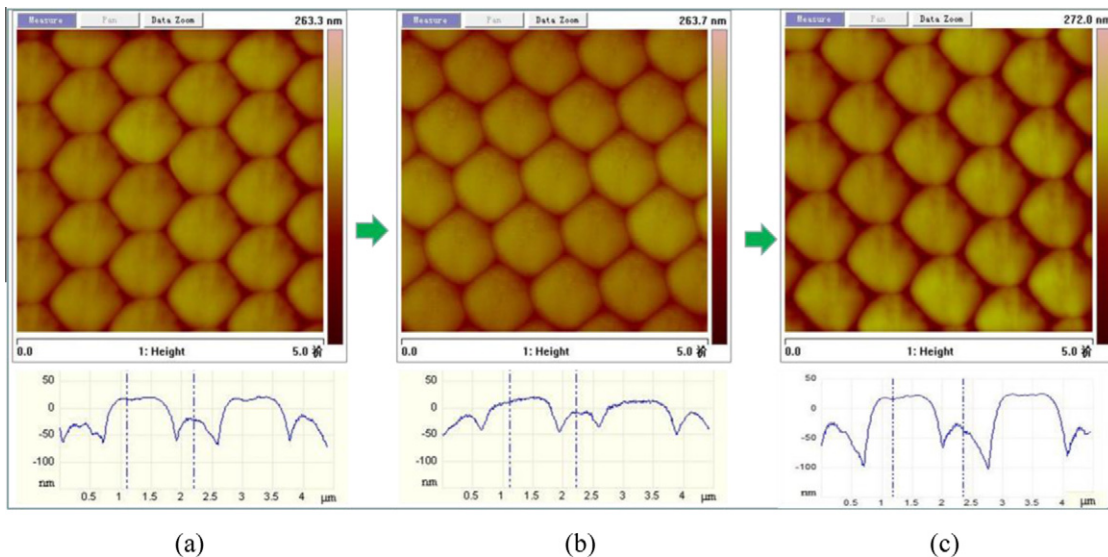 Measure Pan Data Zoom 263.3 nm
Measure Pan Data Zoom 263.7 nm
Measure Pan Data Zoom 272.0 nm
0.0 1: Height 5.0 
0.0 1: Height 5.0 
0.0 1: Height 5.0 
50
0
-50
-100
nm
0.5 1 1.5 2 2.5 3 3.5 4 μm
50
0
-50
-100
nm
0.5 1 1.5 2 2.5 3 3.5 4 μm
50
0
-50
-100
nm
0.5 1 1.5 2 2.5 3 3.5 4 μm
(a) (b) (c)